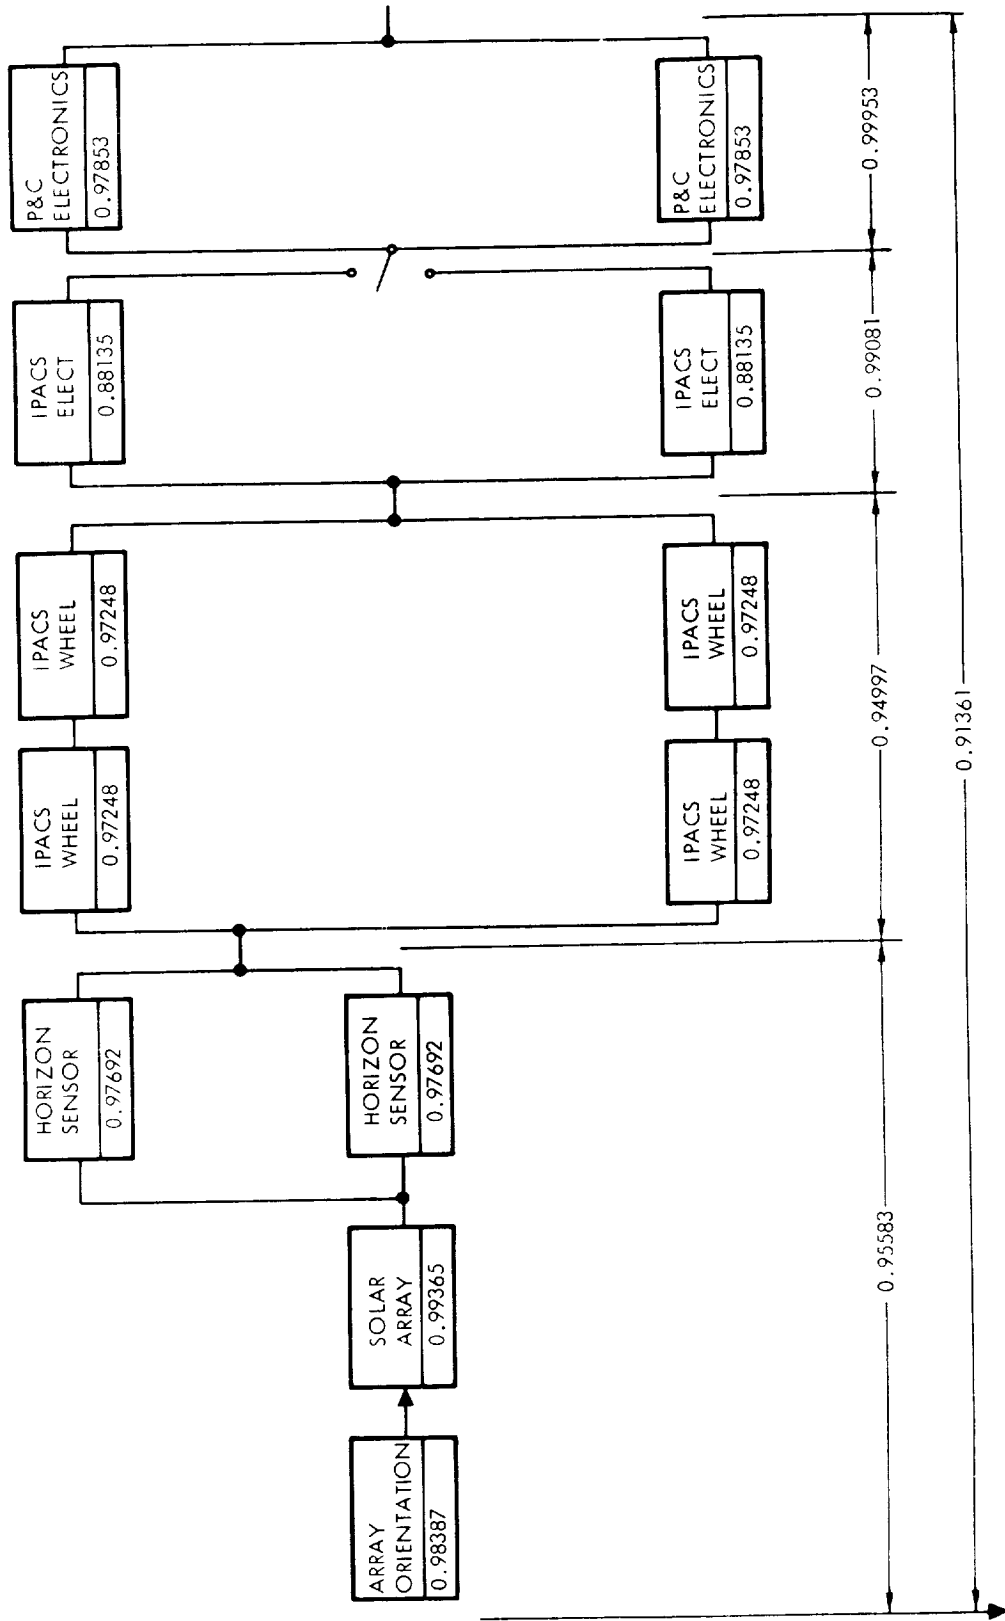 HORIZON
SENSOR
0.97692
IPACS
WHEEL
0.97248
IPACS
WHEEL
0.97248
IPACS
ELECT
0.88135
P&C
ELECTRONICS
0.97853
ARRAY
ORIENTATION
0.98387
SOLAR
ARRAY
0.99365
HORIZON
SENSOR
0.97692
IPACS
WHEEL
0.97248
IPACS
WHEEL
0.97248
IPACS
ELECT
0.88135
P&C
ELECTRONICS
0.97853
0.95583
0.94997
0.99081
0.99953
0.91361